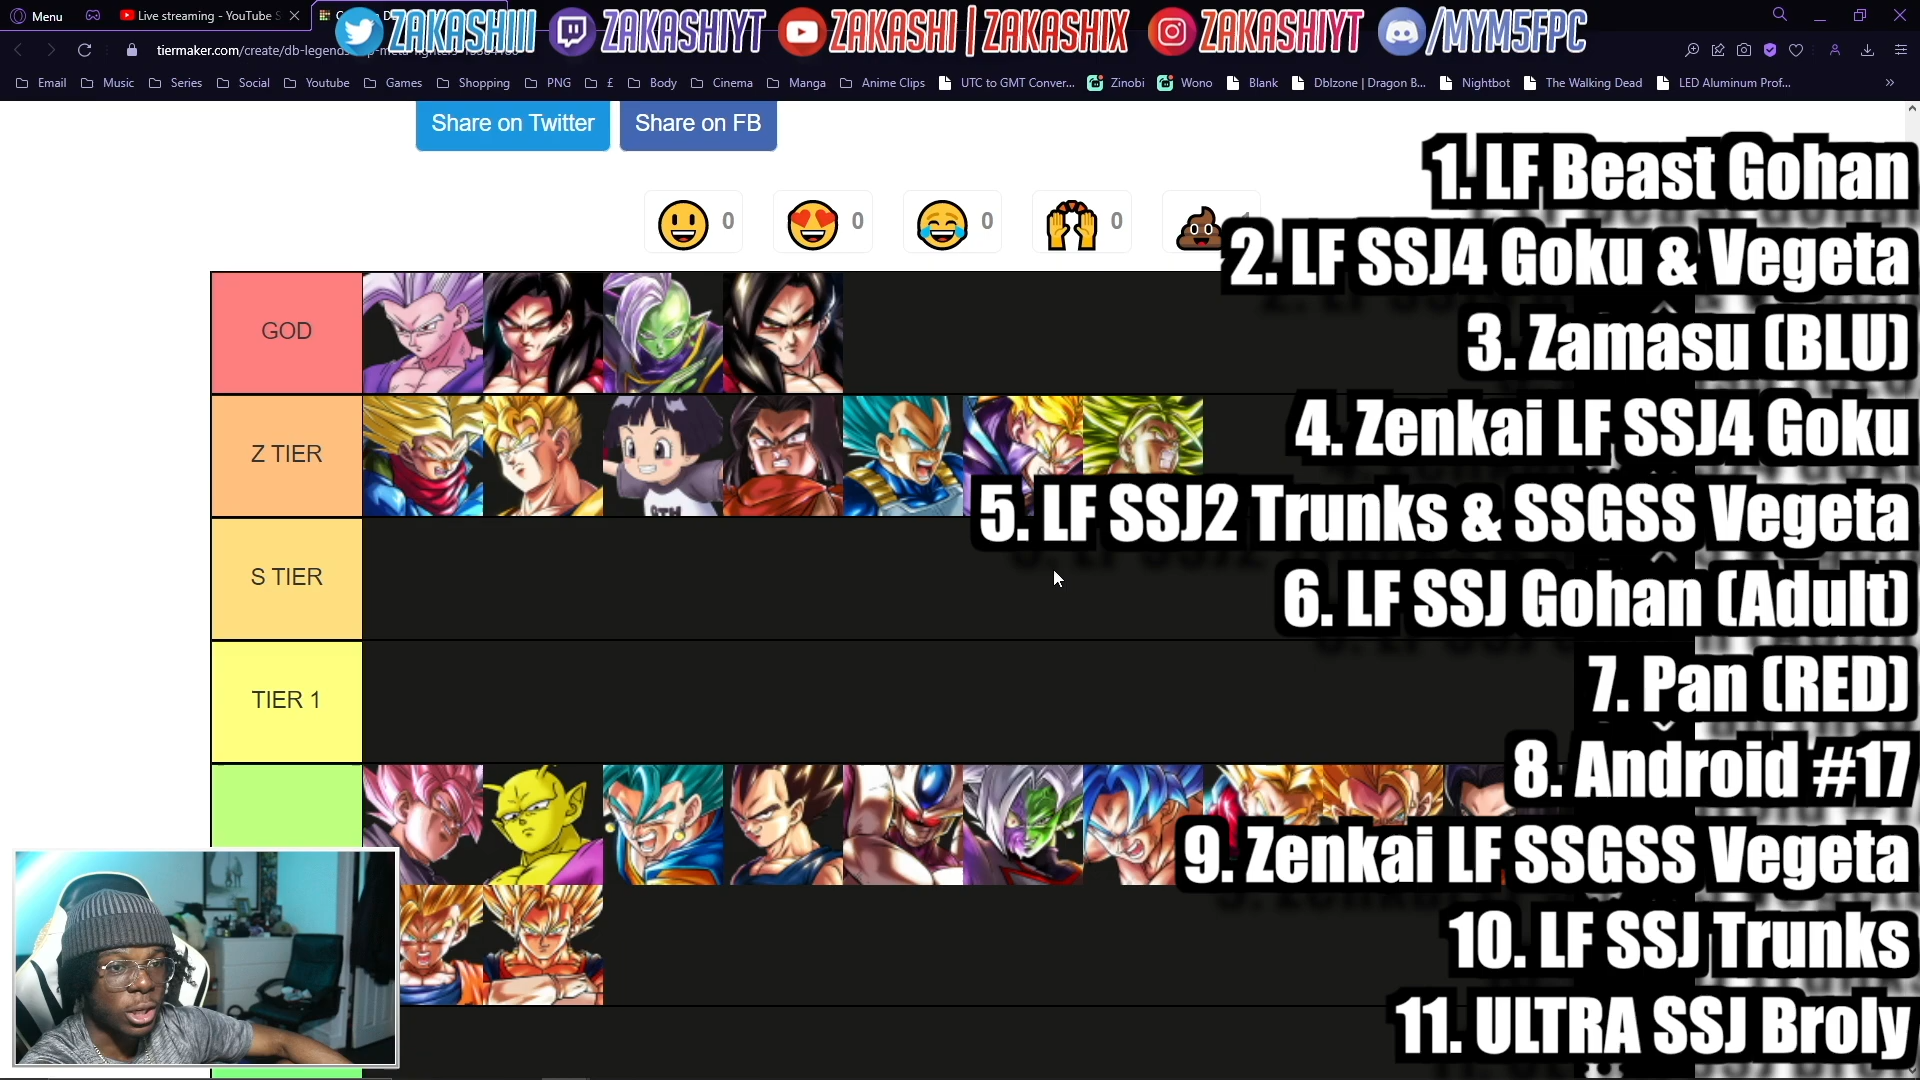 Menu
Live streaming - YouTube S
ZAKASHIII
ZAKASHIYT
ZAKASHI | ZAKASHIX
ZAKASHIYT
/MYM5FPC
tiermaker.com/create/db-legends
Email
Music
Series
Social
Youtube
Games
Shopping
PNG
£
Body
Cinema
Manga
Anime Clips
UTC to GMT Conver...
Zinobi
Wono
Blank
Dblzone | Dragon B...
Nightbot
The Walking Dead
LED Aluminum Prof...
Share on Twitter
Share on FB
0
0
0
0
GOD
Z TIER
S TIER
TIER 1
1. LF Beast Gohan
2. LF SSJ4 Goku & Vegeta
3. Zamasu (BLU)
4. Zenkai LF SSJ4 Goku
5. LF SSJ2 Trunks & SSGSS Vegeta
6. LF SSJ Gohan (Adult)
7. Pan (RED)
8. Android #17
9. Zenkai LF SSGSS Vegeta
10. LF SSJ Trunks
11. ULTRA SSJ Broly